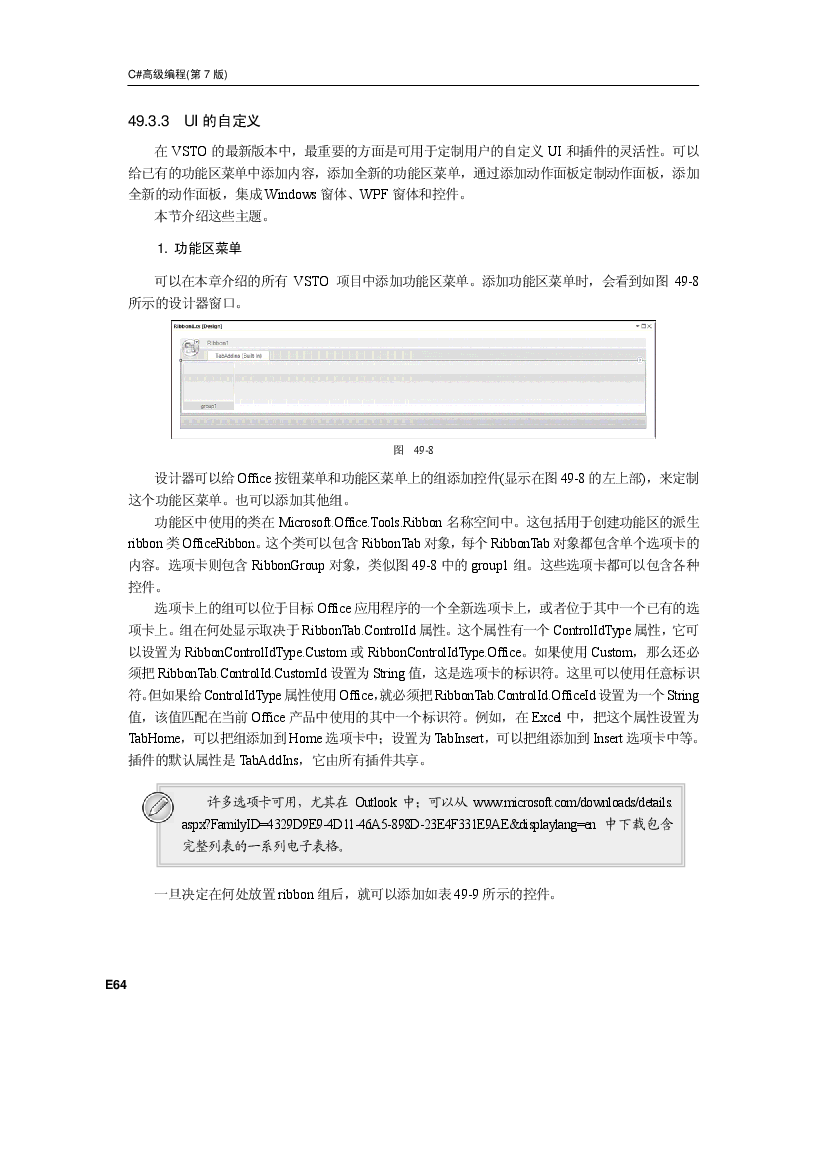 C#高级编程(第 7 版)
49.3.3 UI 的自定义
在 VSTO 的最新版本中，最重要的方面是可用于定制用户的自定义 UI 和插件的灵活性。可以
给已有的功能区菜单中添加内容，添加全新的功能区菜单，通过添加动作面板定制动作面板，添加
全新的动作面板，集成 Windows 窗体、WPF 窗体和控件。
本节介绍这些主题。
1. 功能区菜单
可以在本章介绍的所有 VSTO 项目中添加功能区菜单。添加功能区菜单时，会看到如图 49-8
所示的设计器窗口。
Ribbon1.cs [Design]
Ribbon1
TabAddIns (Built In)
group1
图 49-8
设计器可以给 Office 按钮菜单和功能区菜单上的组添加控件(显示在图 49-8 的左上部)，来定制
这个功能区菜单。也可以添加其他组。
功能区中使用的类在 Microsoft.Office.Tools.Ribbon 名称空间中。这包括用于创建功能区的派生
ribbon 类 OfficeRibbon。这个类可以包含 RibbonTab 对象，每个 RibbonTab 对象都包含单个选项卡的
内容。选项卡则包含 RibbonGroup 对象，类似图 49-8 中的 group1 组。这些选项卡都可以包含各种
控件。
选项卡上的组可以位于目标 Office 应用程序的一个全新选项卡上，或者位于其中一个已有的选
项卡上。组在何处显示取决于 RibbonTab.ControlId 属性。这个属性有一个 ControlIdType 属性，它可
以设置为 RibbonControlIdType.Custom 或 RibbonControlIdType.Office。如果使用 Custom，那么还必
须把 RibbonTab.ControlId.CustomId 设置为 String 值，这是选项卡的标识符。这里可以使用任意标识
符。但如果给 ControlIdType 属性使用 Office，就必须把 RibbonTab.ControlId.OfficeId 设置为一个 String
值，该值匹配在当前 Office 产品中使用的其中一个标识符。例如，在 Excel 中，把这个属性设置为
TabHome，可以把组添加到 Home 选项卡中；设置为 TabInsert，可以把组添加到 Insert 选项卡中等。
插件的默认属性是 TabAddIns，它由所有插件共享。
许多选项卡可用，尤其在 Outlook 中；可以从 www.microsoft.com/downloads/details.
aspx?FamilyID=4329D9E9-4D11-46A5-898D-23E4F331E9AE&displaylang=en 中下载包含
完整列表的一系列电子表格。
一旦决定在何处放置 ribbon 组后，就可以添加如表 49-9 所示的控件。
E64